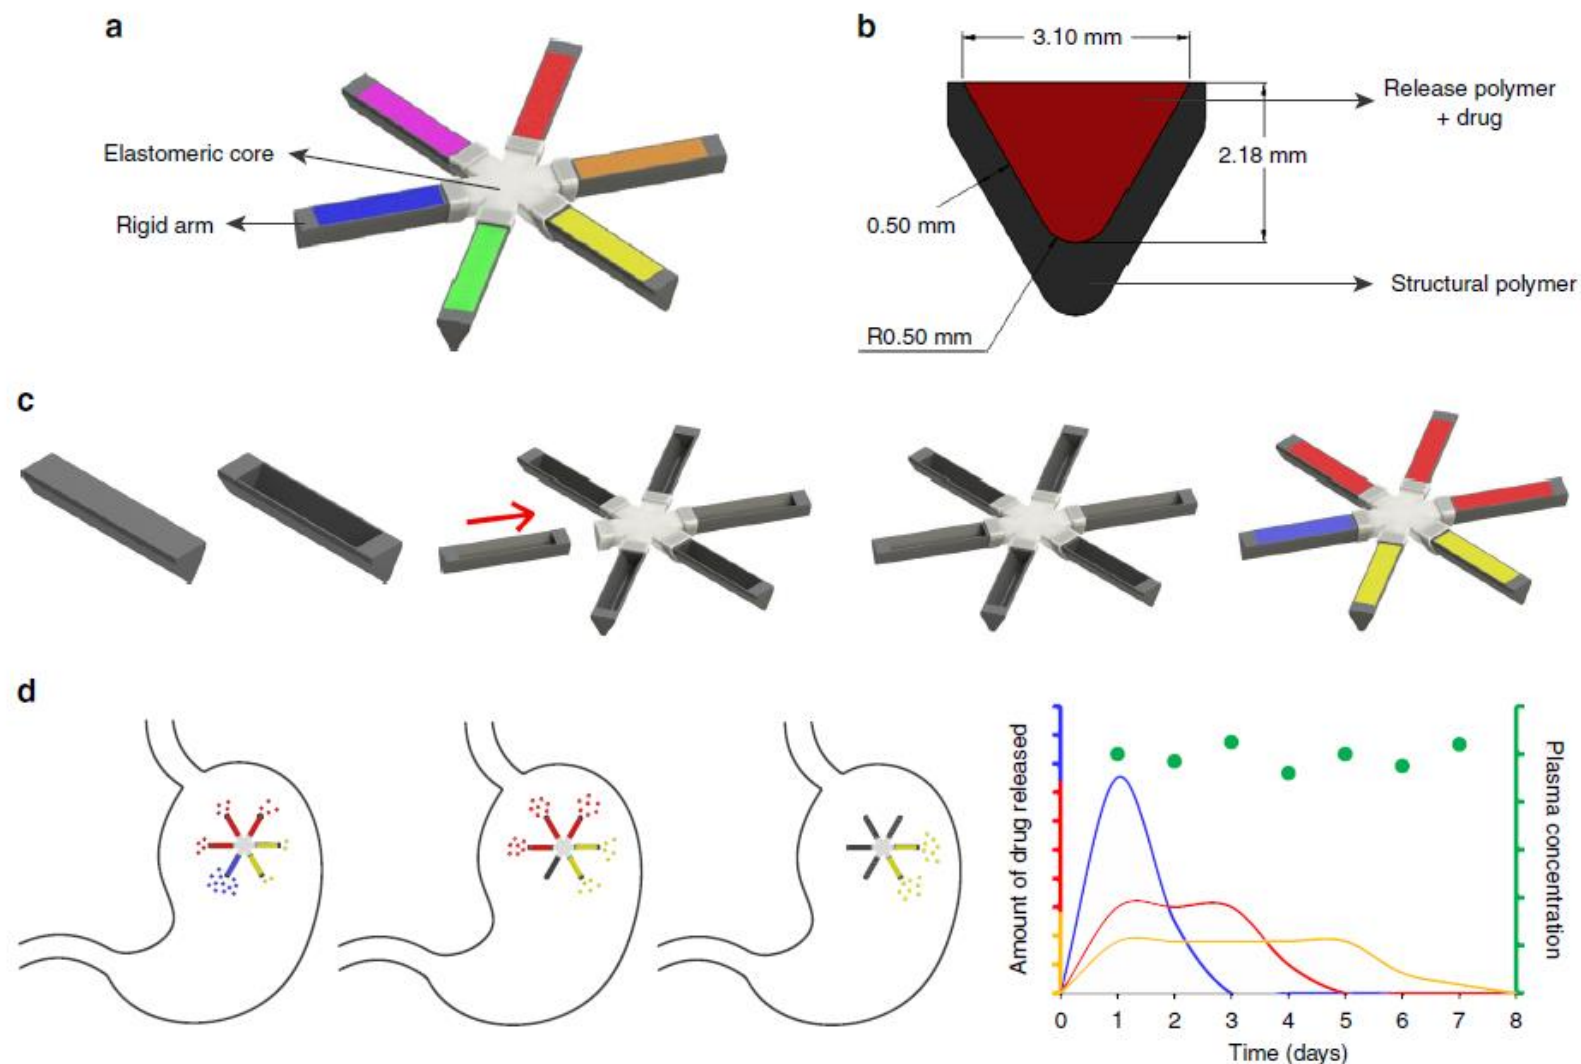 a
Elastomeric core
Rigid arm
b
3.10 mm
Release polymer
+ drug
2.18 mm
0.50 mm
Structural polymer
R0.50 mm
c
d
Amount of drug released
Plasma concentration
0 1 2 3 4 5 6 7 8
Time (days)